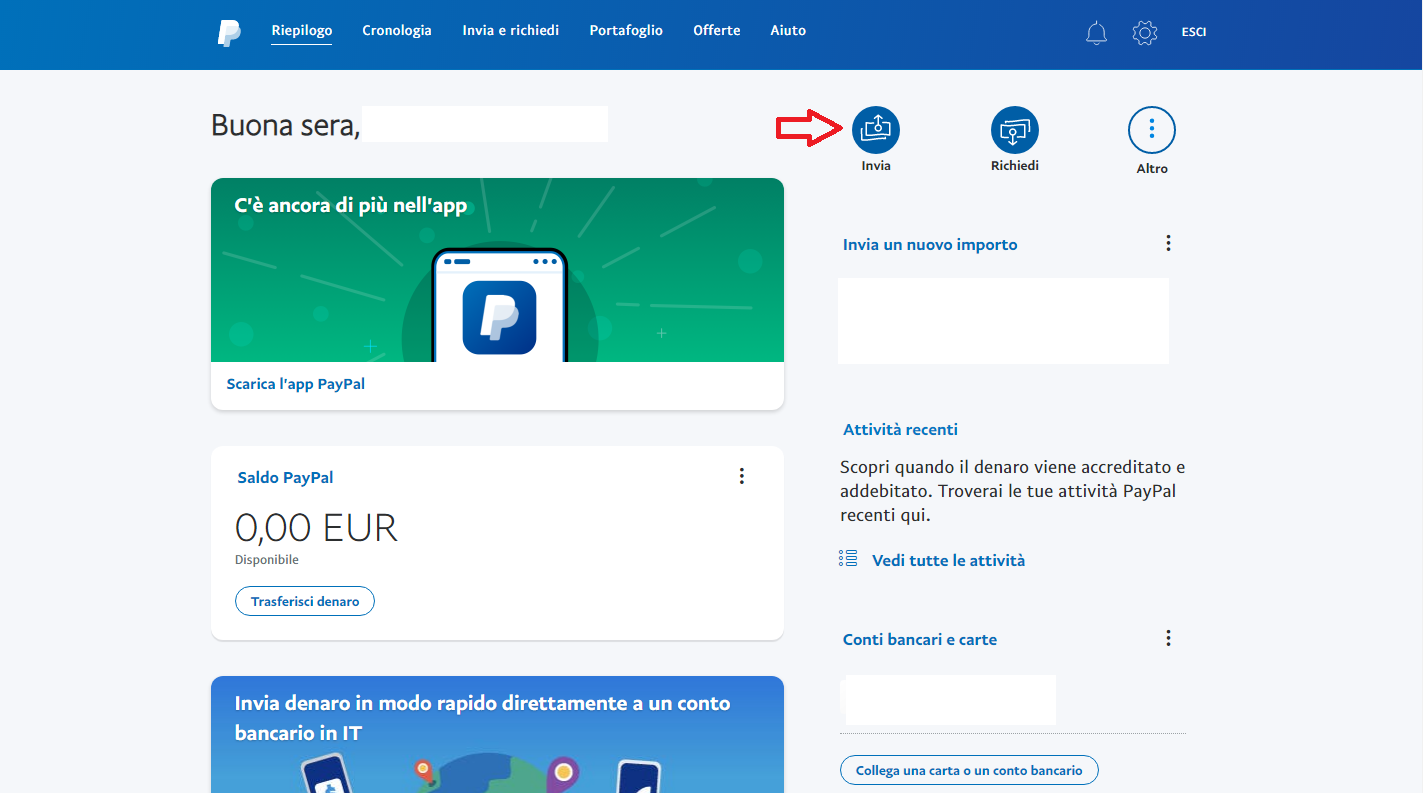 Riepilogo
Cronologia
Invia e richiedi
Portafoglio
Offerte
Aiuto
ESCI
Buona sera,
Invia
Richiedi
Altro
C'è ancora di più nell'app
Scarica l'app PayPal
Saldo PayPal
0,00 EUR
Disponibile
Trasferisci denaro
Invia denaro in modo rapido direttamente a un conto
bancario in IT
Invia un nuovo importo
Attività recenti
Scopri quando il denaro viene accreditato e
addebitato. Troverai le tue attività PayPal
recenti qui.
Vedi tutte le attività
Conti bancari e carte
Collega una carta o un conto bancario